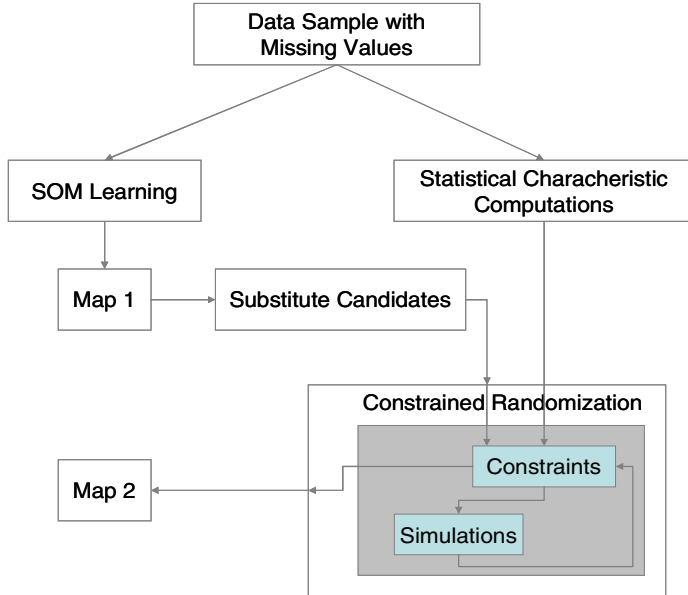 Data Sample with
Missing Values
SOM Learning
Statistical Characheristic
Computations
Map 1
Substitute Candidates
Constrained Randomization
Constraints
Map 2
Simulations